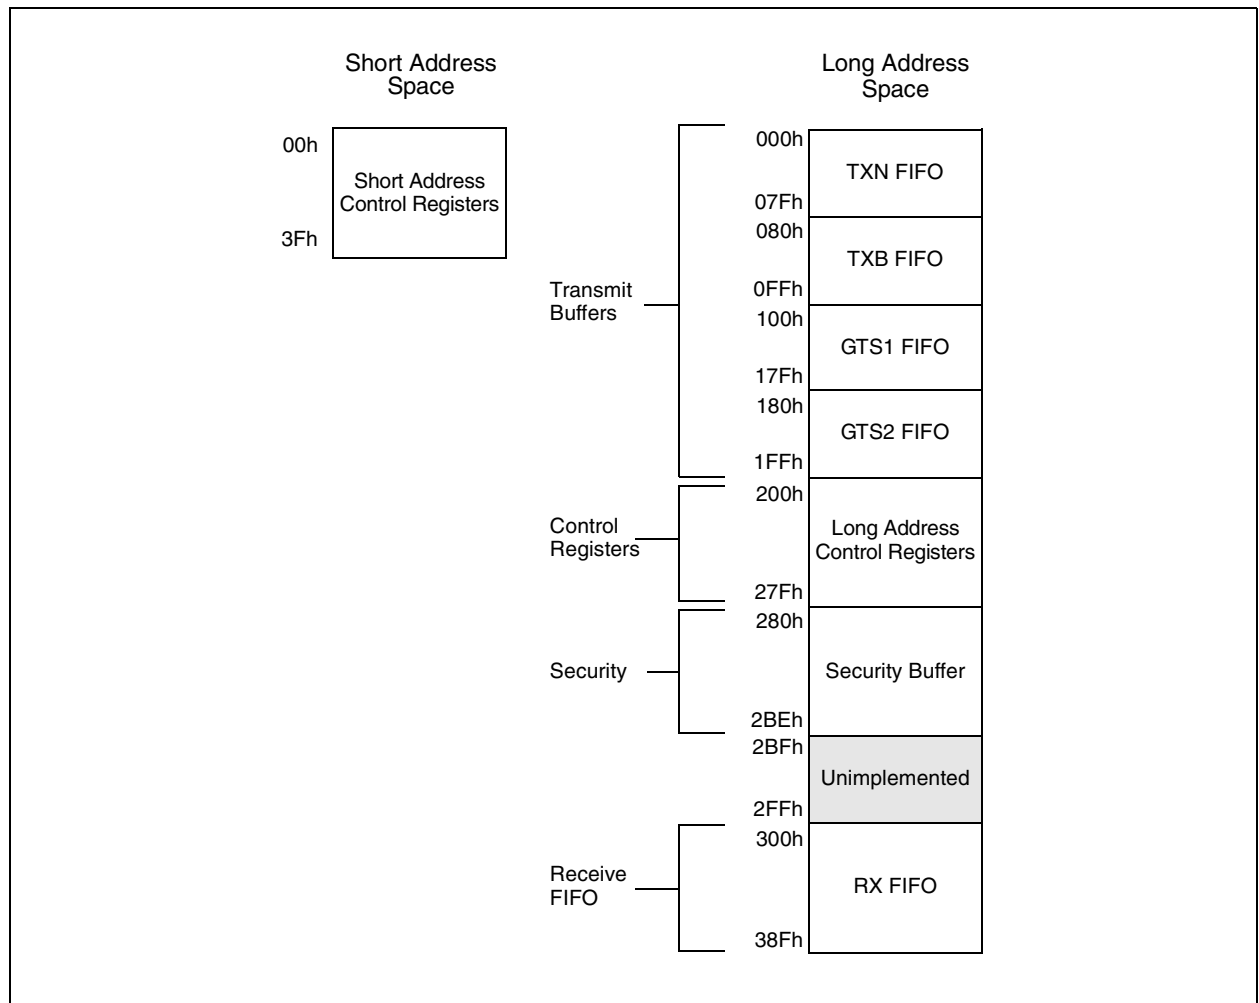 Short Address
Space
00h
Short Address
Control Registers
3Fh
Long Address
Space
Transmit
Buffers
000h
TXN FIFO
07Fh
080h
TXB FIFO
0FFh
100h
GTS1 FIFO
17Fh
180h
GTS2 FIFO
1FFh
Control
Registers
200h
Long Address
Control Registers
27Fh
Security
280h
Security Buffer
2BEh
2BFh
Unimplemented
2FFh
Receive
FIFO
300h
RX FIFO
38Fh